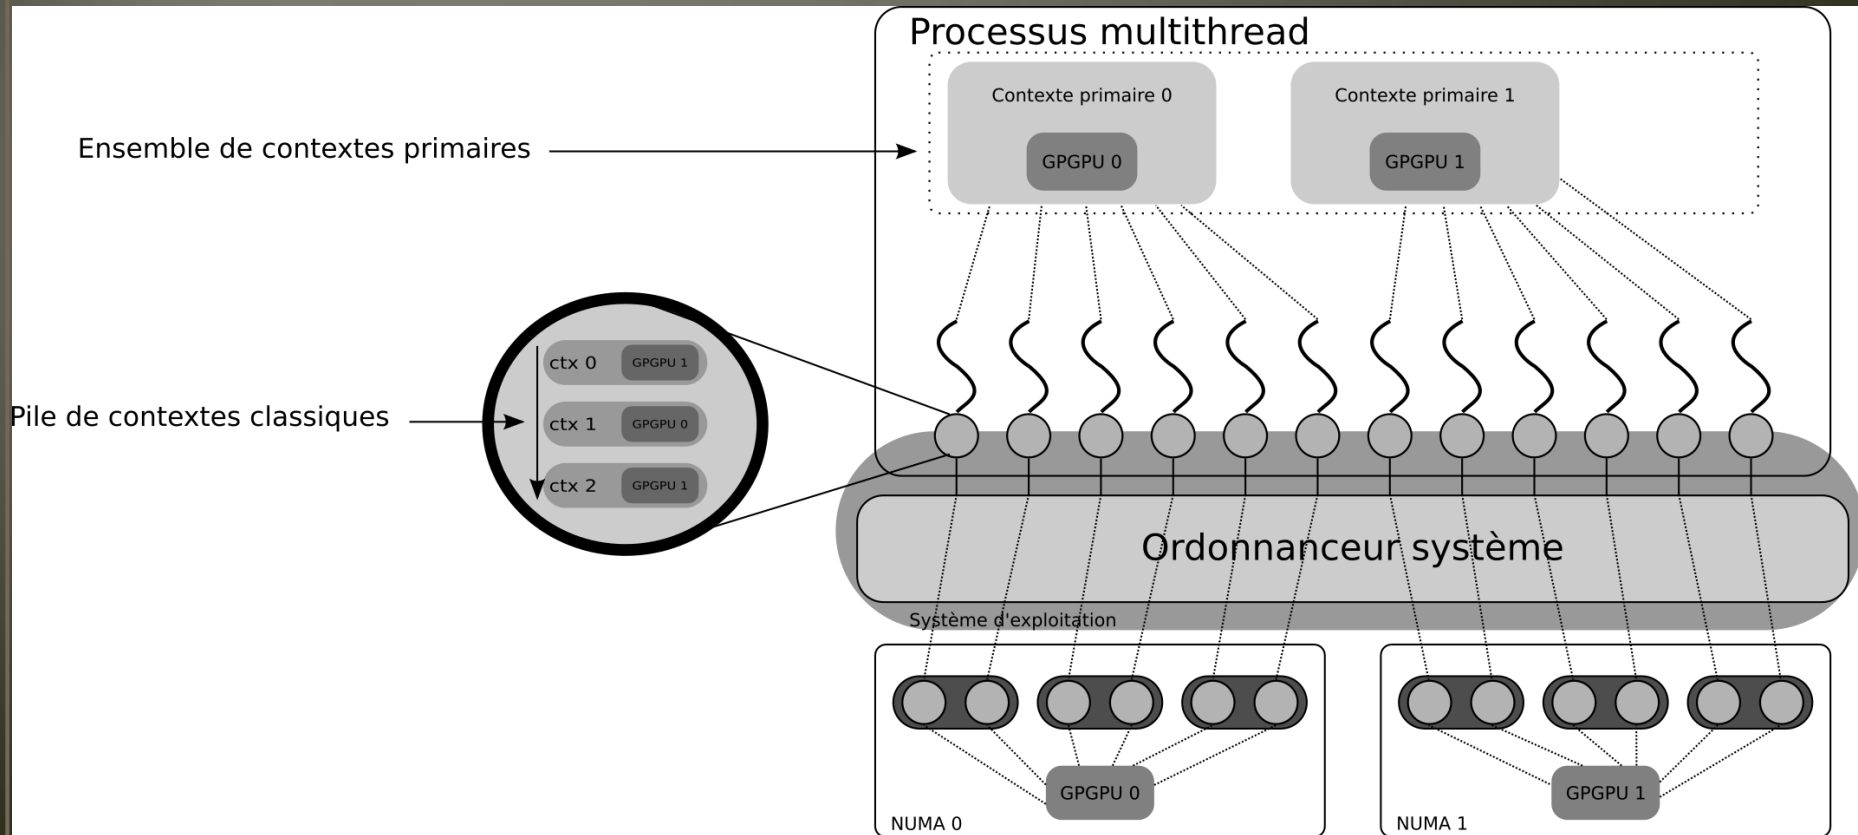 Processus multithread
Contexte primaire 0
Contexte primaire 1
Ensemble de contextes primaires
GPGPU 0
GPGPU 1
ctx 0
GPGPU 1
Pile de contextes classiques
ctx 1
GPGPU 0
ctx 2
GPGPU 1
Ordonnanceur système
Système d'exploitation
GPGPU 0
GPGPU 1
NUMA 0
NUMA 1